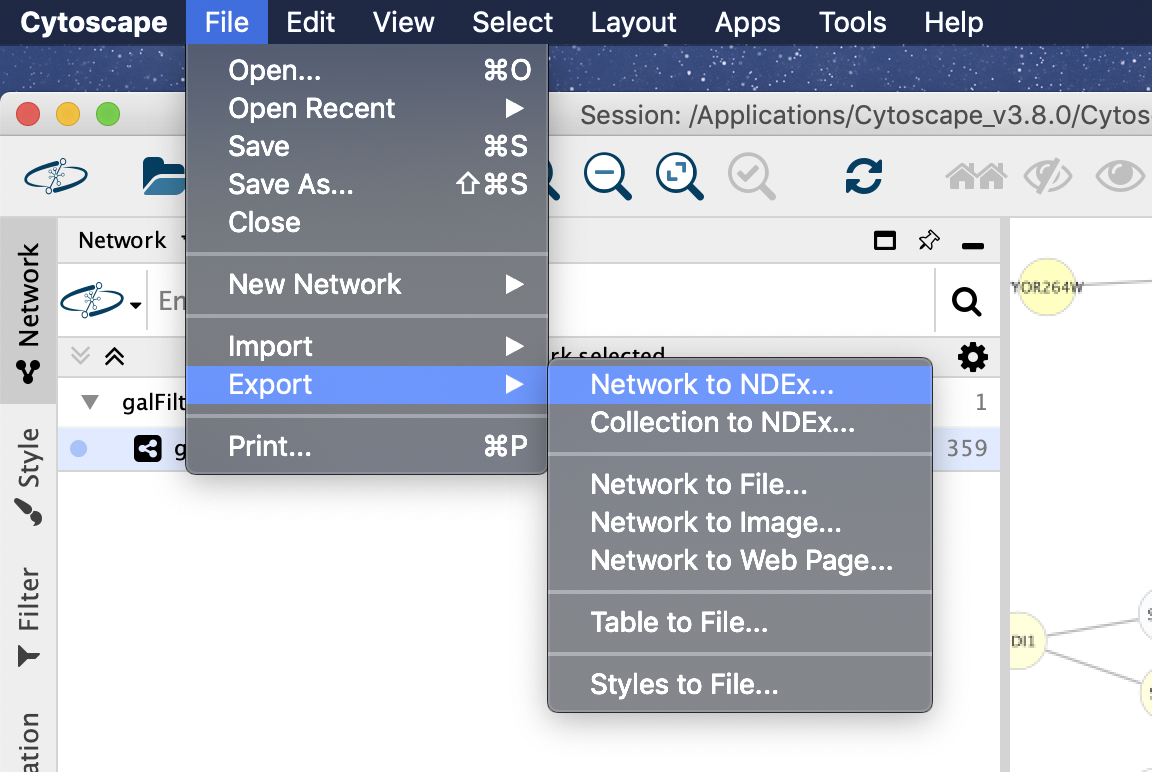 Cytoscape File Edit View Select Layout Apps Tools Help
Open... ⌘O
Open Recent ▶
Save ⌘S
Save As... ⇧⌘S
Close
New Network ▶
Import ▶
Export ▶
Print... ⌘P
Network to NDEx...
Collection to NDEx...
Network to File...
Network to Image...
Network to Web Page...
Table to File...
Styles to File...
Session: /Applications/Cytoscape_v3.8.0/Cytos
Network
En
selected
galFilt 1
g 359
Network
Style
Filter
ation
YOR264W
DI1